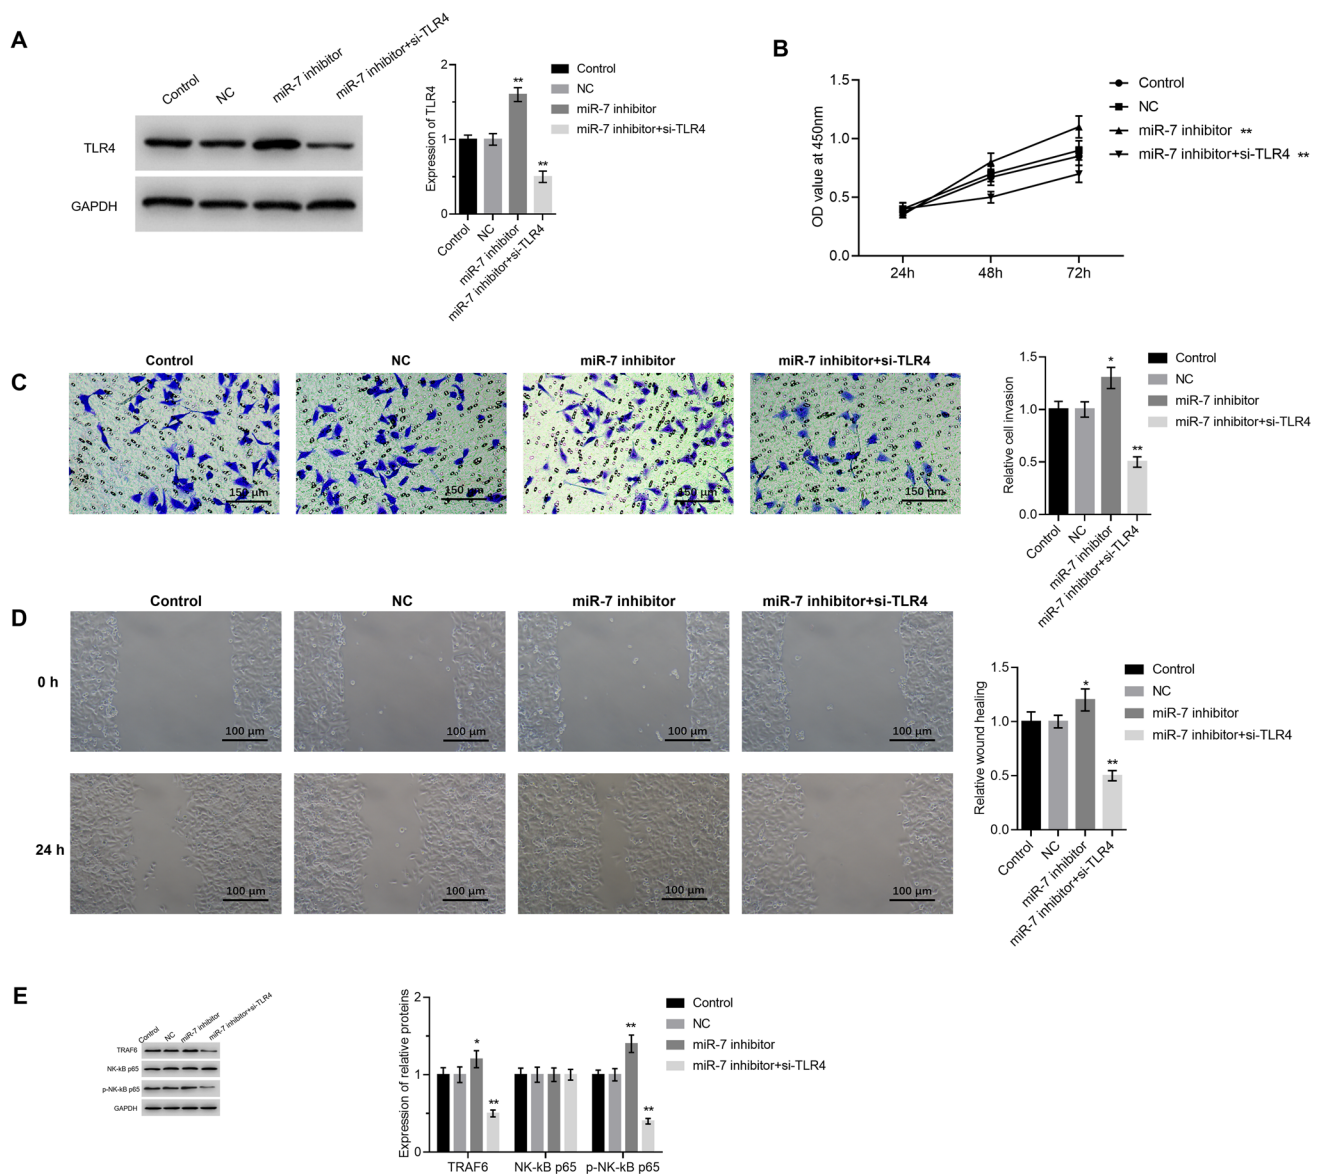 A
Control
NC
miR-7 inhibitor
miR-7 inhibitor+si-TLR4
TLR4
GAPDH
Expression of TLR4
2
1
0
**
**
Control
NC
miR-7 inhibitor
miR-7 inhibitor+si-TLR4
Control
NC
miR-7 inhibitor
miR-7 inhibitor+si-TLR4
B
OD value at 450nm
1.5
1.0
0.5
0.0
24h
48h
72h
Control
NC
miR-7 inhibitor **
miR-7 inhibitor+si-TLR4 **
C
Control
NC
miR-7 inhibitor
miR-7 inhibitor+si-TLR4
150 μm
150 μm
150 μm
150 μm
Relative cell invasion
1.5
1.0
0.5
0.0
*
**
Control
NC
miR-7 inhibitor
miR-7 inhibitor+si-TLR4
Control
NC
miR-7 inhibitor
miR-7 inhibitor+si-TLR4
D
Control
NC
miR-7 inhibitor
miR-7 inhibitor+si-TLR4
0 h
100 μm
100 μm
100 μm
100 μm
24 h
100 μm
100 μm
100 μm
100 μm
Relative wound healing
1.5
1.0
0.5
0.0
*
**
Control
NC
miR-7 inhibitor
miR-7 inhibitor+si-TLR4
Control
NC
miR-7 inhibitor
miR-7 inhibitor+si-TLR4
E
Control
NC
miR-7 inhibitor
miR-7 inhibitor+si-TLR4
TRAF6
NK-kB p65
p-NK-kB p65
GAPDH
Expression of relative proteins
2
1
0
*
**
**
**
TRAF6
NK-kB p65
p-NK-kB p65
Control
NC
miR-7 inhibitor
miR-7 inhibitor+si-TLR4